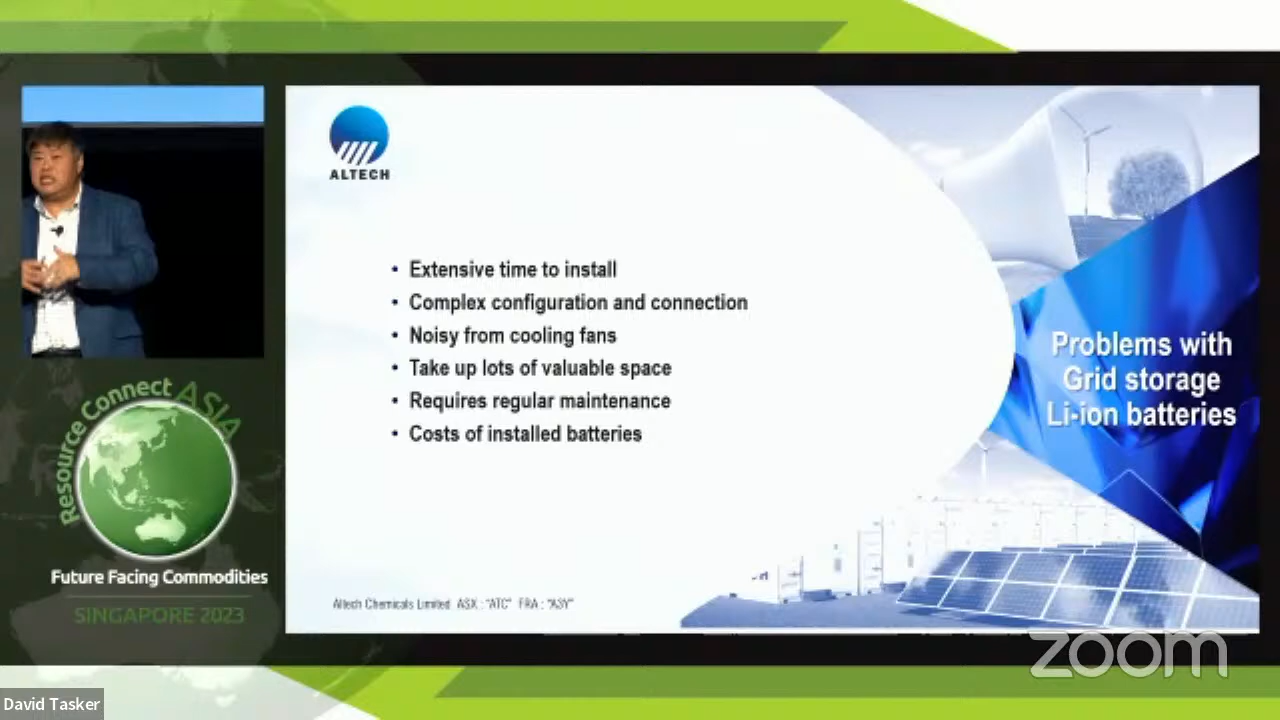 ALTECH
• Extensive time to install
• Complex configuration and connection
• Noisy from cooling fans
• Take up lots of valuable space
• Requires regular maintenance
• Costs of installed batteries
Problems with
Grid storage
Li-ion batteries
Altech Chemicals Limited ASX : "ATC" FRA : "A3Y"
Resource Connect ASIA
Future Facing Commodities
SINGAPORE 2023
zoom
David Tasker